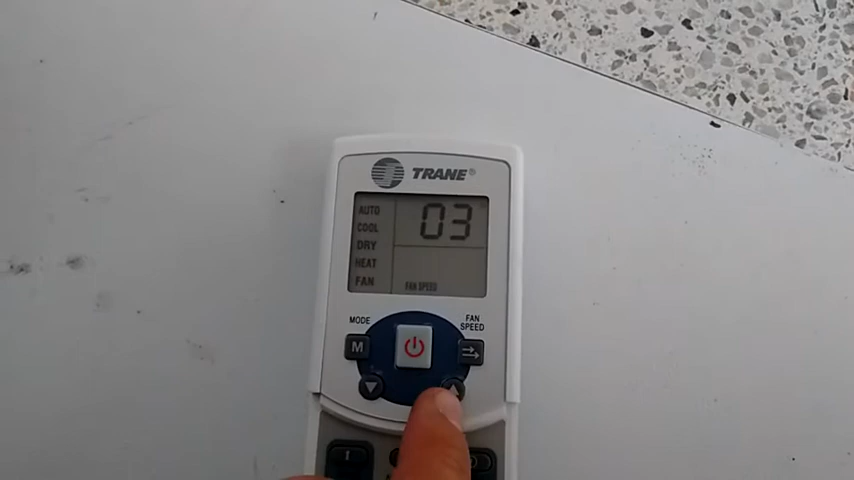 TRANE
AUTO
03
COOL
DRY
HEAT
FAN
FAN SPEED
MODE
FAN
SPEED
M
I